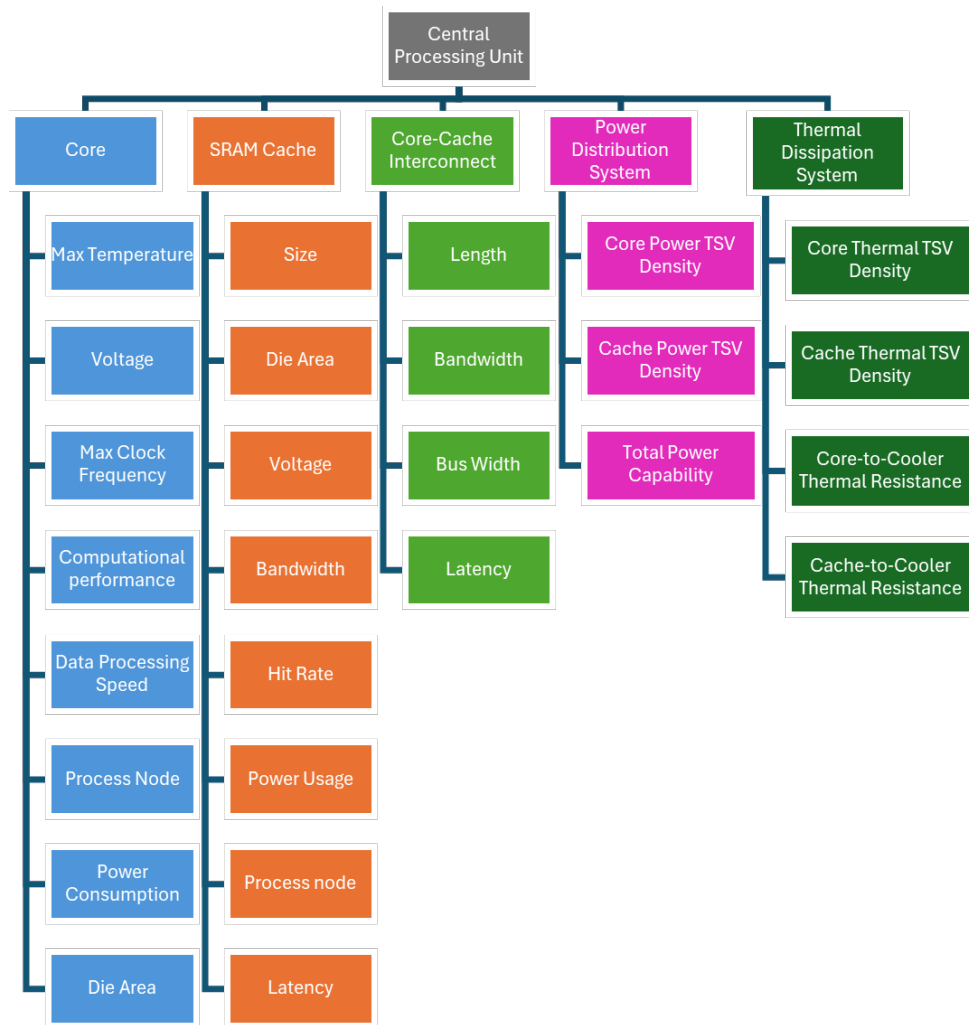 Central
Processing Unit
Core
SRAM Cache
Core-Cache
Interconnect
Power
Distribution
System
Thermal
Dissipation
System
Max Temperature
Voltage
Max Clock
Frequency
Computational
performance
Data Processing
Speed
Process Node
Power
Consumption
Die Area
Size
Die Area
Voltage
Bandwidth
Hit Rate
Power Usage
Process node
Latency
Length
Bandwidth
Bus Width
Latency
Core Power TSV
Density
Cache Power TSV
Density
Total Power
Capability
Core Thermal TSV
Density
Cache Thermal TSV
Density
Core-to-Cooler
Thermal Resistance
Cache-to-Cooler
Thermal Resistance